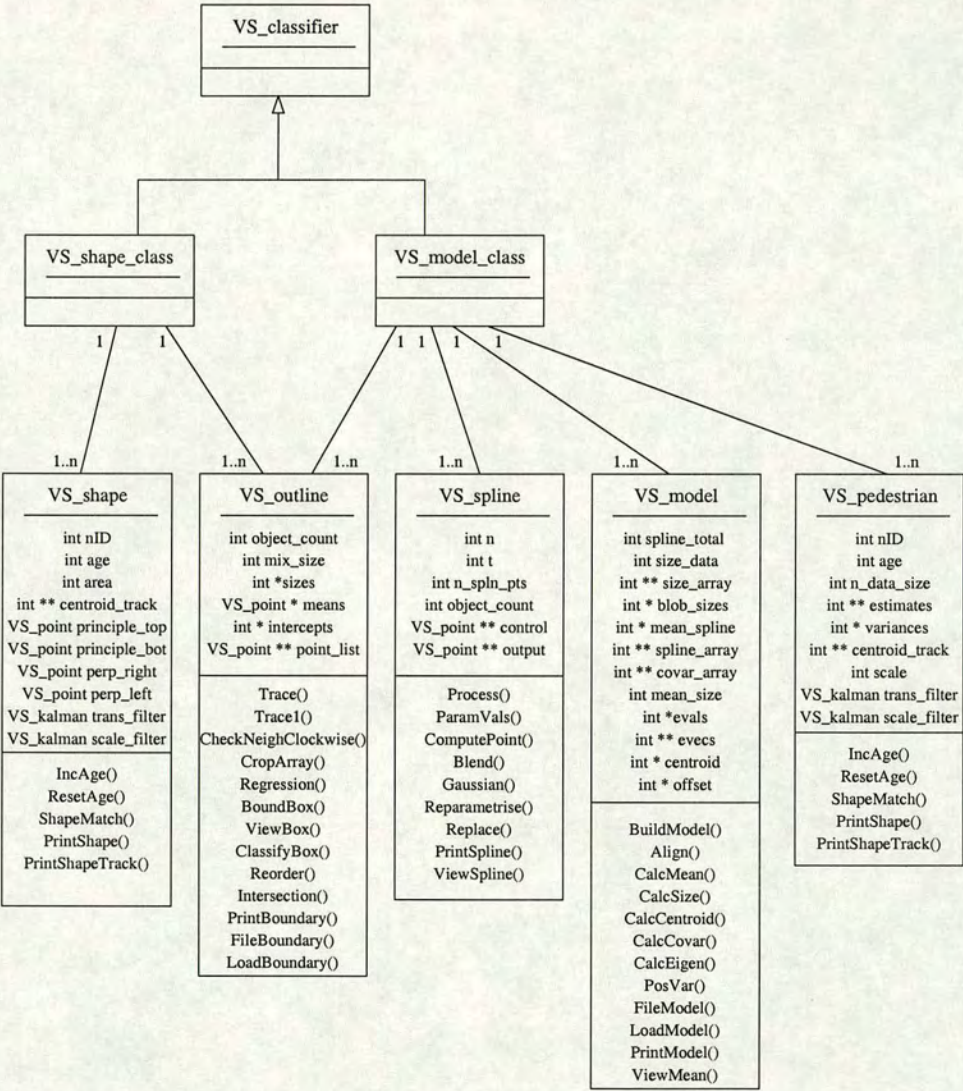 VS_classifier
VS_shape_class
VS_model_class
1
1
1
1
1
1
1..n
1..n
1..n
1..n
1..n
1..n
VS_shape
int nID
int age
int area
int ** centroid_track
VS_point principle_top
VS_point principle_bot
VS_point perp_right
VS_point perp_left
VS_kalman trans_filter
VS_kalman scale_filter
IncAge()
ResetAge()
ShapeMatch()
PrintShape()
PrintShapeTrack()
VS_outline
int object_count
int mix_size
int *sizes
VS_point * means
int * intercepts
VS_point ** point_list
Trace()
Trace1()
CheckNeighClockwise()
CropArray()
Regression()
BoundBox()
ViewBox()
ClassifyBox()
Reorder()
Intersection()
PrintBoundary()
FileBoundary()
LoadBoundary()
VS_spline
int n
int t
int n_spln_pts
int object_count
VS_point ** control
VS_point ** output
Process()
ParamVals()
ComputePoint()
Blend()
Gaussian()
Reparametrise()
Replace()
PrintSpline()
ViewSpline()
VS_model
int spline_total
int size_data
int ** size_array
int * blob_sizes
int * mean_spline
int ** spline_array
int ** covar_array
int mean_size
int *evals
int ** evecs
int * centroid
int * offset
BuildModel()
Align()
CalcMean()
CalcSize()
CalcCentroid()
CalcCovar()
CalcEigen()
PosVar()
FileModel()
LoadModel()
PrintModel()
ViewMean()
VS_pedestrian
int nID
int age
int n_data_size
int ** estimates
int * variances
int ** centroid_track
int scale
VS_kalman trans_filter
VS_kalman scale_filter
IncAge()
ResetAge()
ShapeMatch()
PrintShape()
PrintShapeTrack()